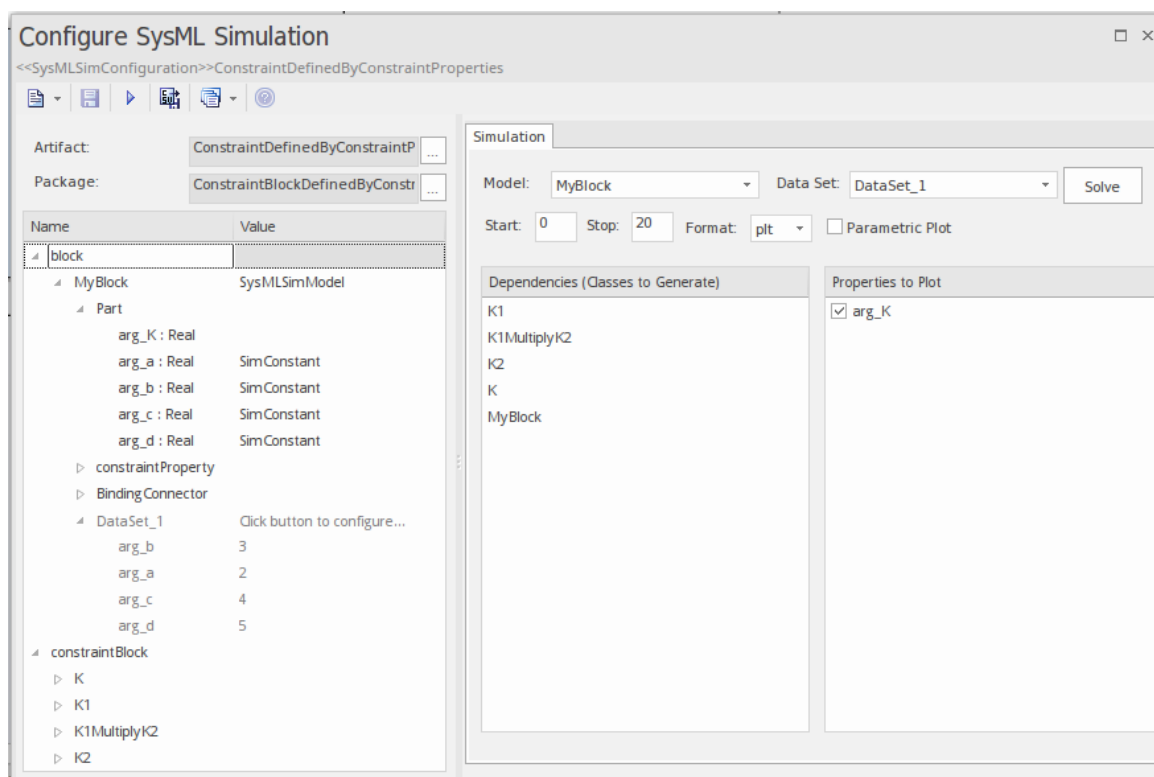 Configure SysML Simulation
<<SysMLSimConfiguration>>ConstraintDefinedByConstraintProperties
Artifact: ConstraintDefinedByConstraintP ...
Package: ConstraintBlockDefinedByConstr ...
Name Value
block
MyBlock SysMLSimModel
Part
arg_K : Real
arg_a : Real SimConstant
arg_b : Real SimConstant
arg_c : Real SimConstant
arg_d : Real SimConstant
constraintProperty
BindingConnector
DataSet_1 Click button to configure...
arg_b 3
arg_a 2
arg_c 4
arg_d 5
constraintBlock
K
K1
K1MultiplyK2
K2
Simulation
Model: MyBlock Data Set: DataSet_1 Solve
Start: 0 Stop: 20 Format: plt Parametric Plot
Dependencies (Classes to Generate)
K1
K1MultiplyK2
K2
K
MyBlock
Properties to Plot
arg_K